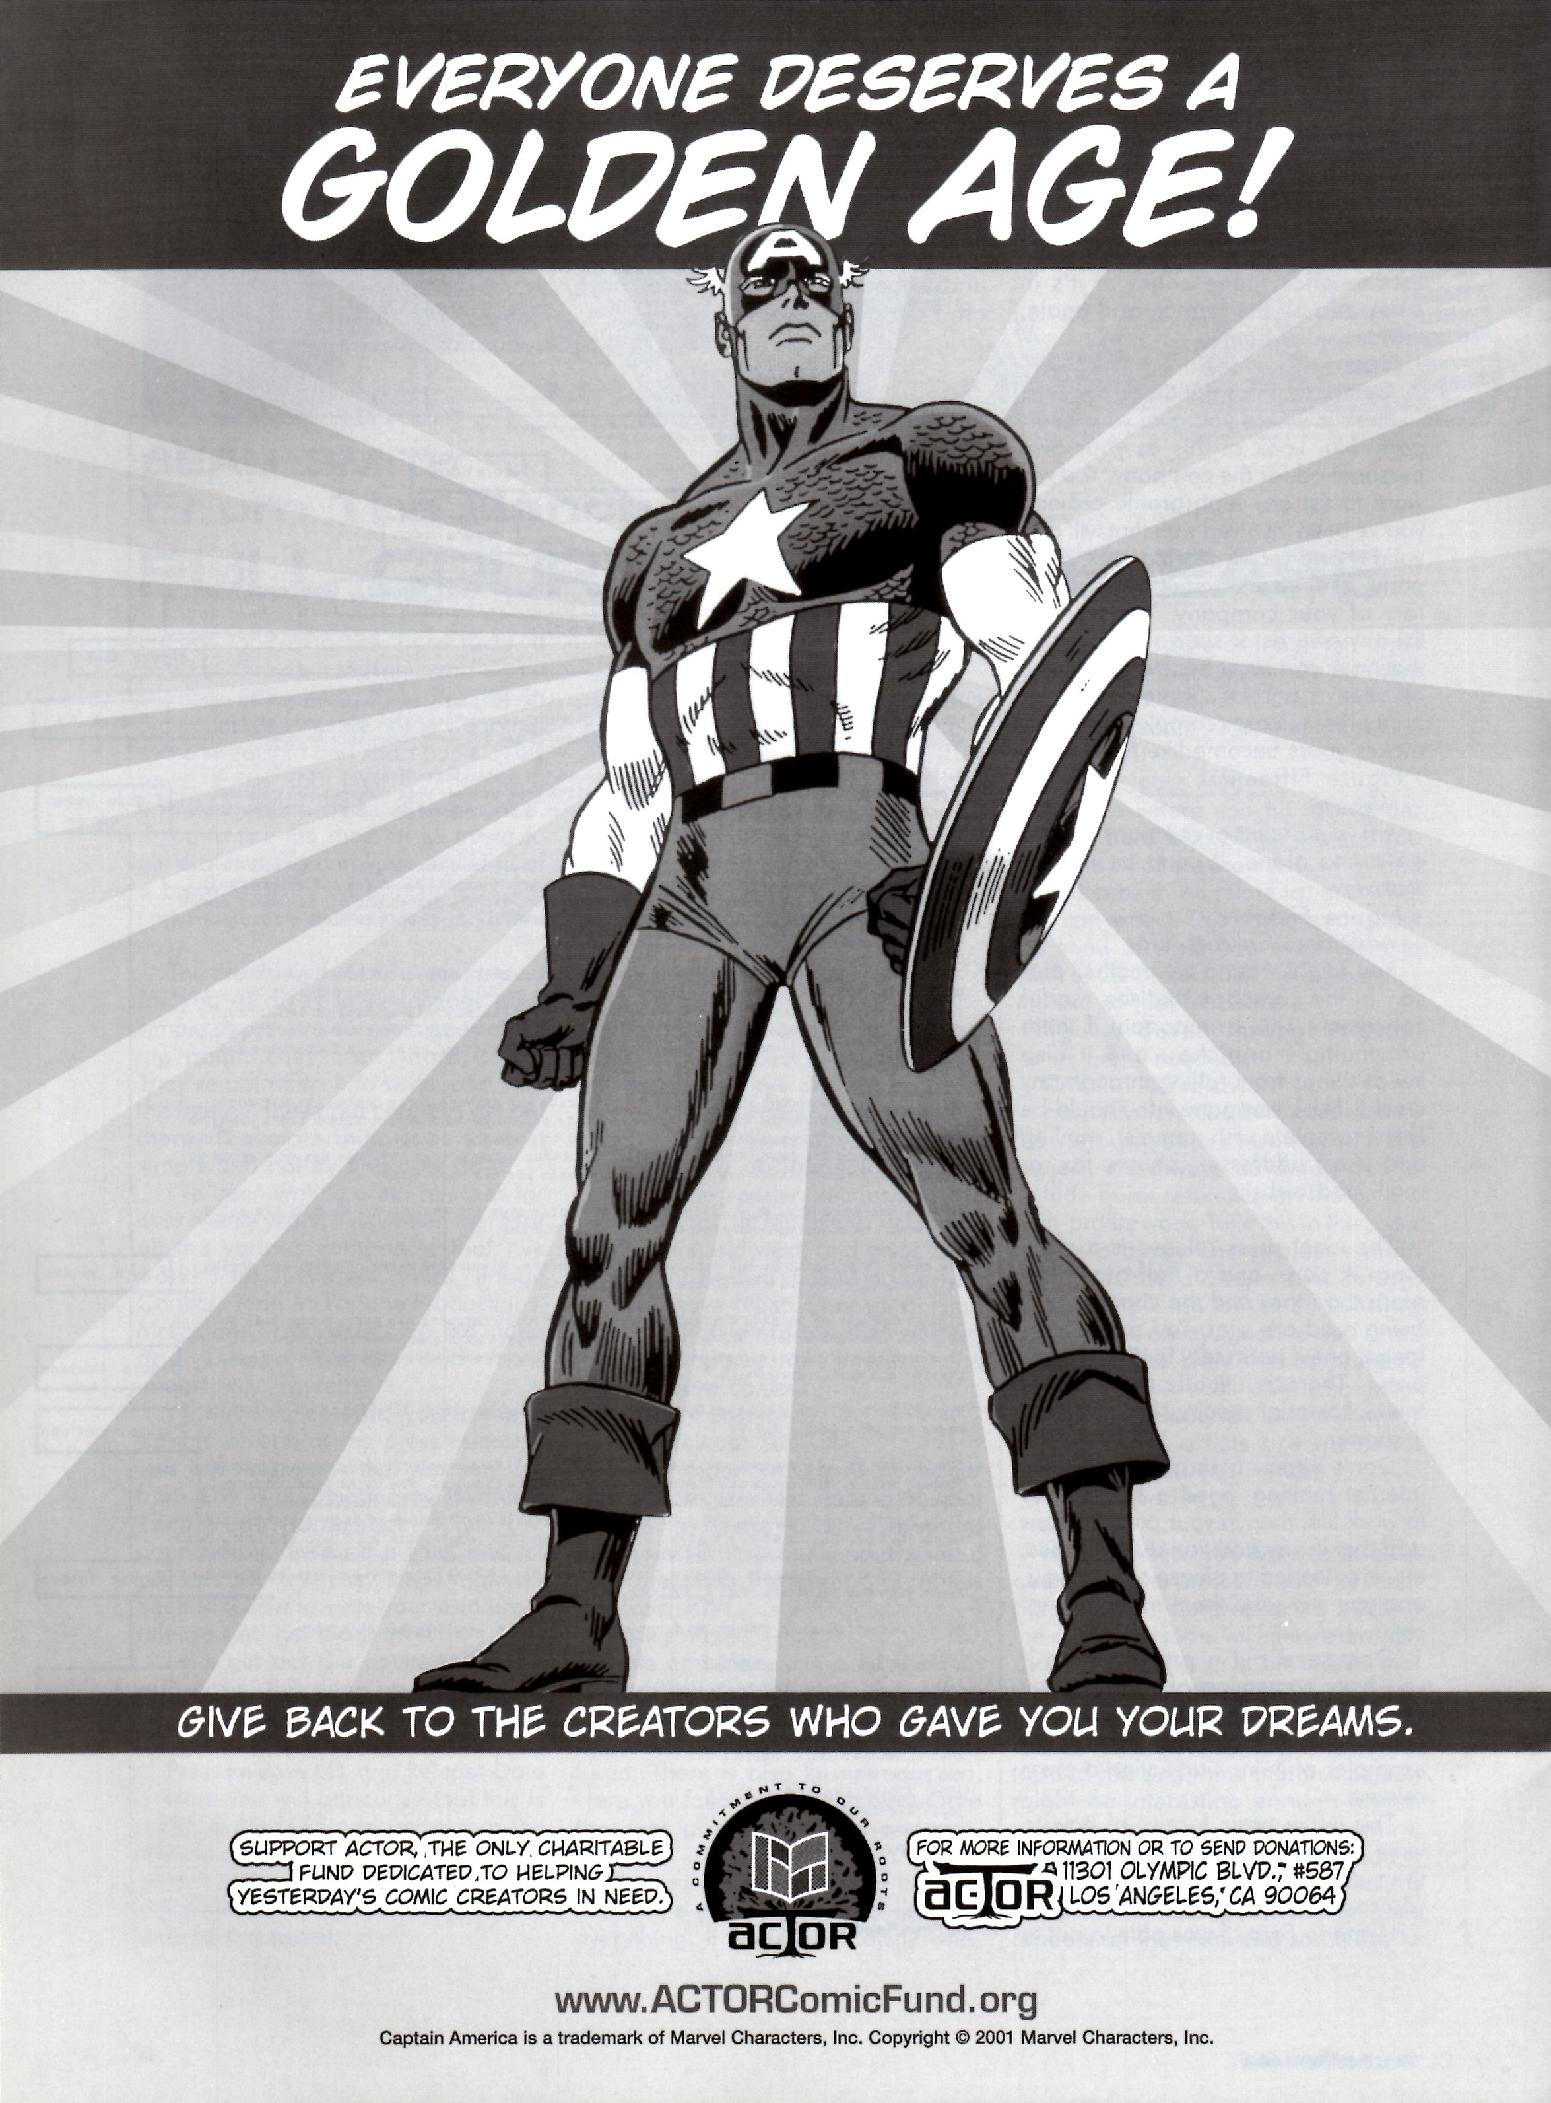 EVERYONE DESERVES A
GOLDEN AGE!
A
GIVE BACK TO THE CREATORS WHO GAVE YOU YOUR DREAMS.
SUPPORT ACTOR, THE ONLY CHARITABLE
FUND DEDICATED TO HELPING
YESTERDAY'S COMIC CREATORS IN NEED.
A COMMITMENT TO OUR ROOTS
ACTOR
FOR MORE INFORMATION OR TO SEND DONATIONS:
ACTOR
11301 OLYMPIC BLVD., #587
LOS ANGELES, CA 90064
www.ACTORComicFund.org
Captain America is a trademark of Marvel Characters, Inc. Copyright © 2001 Marvel Characters, Inc.